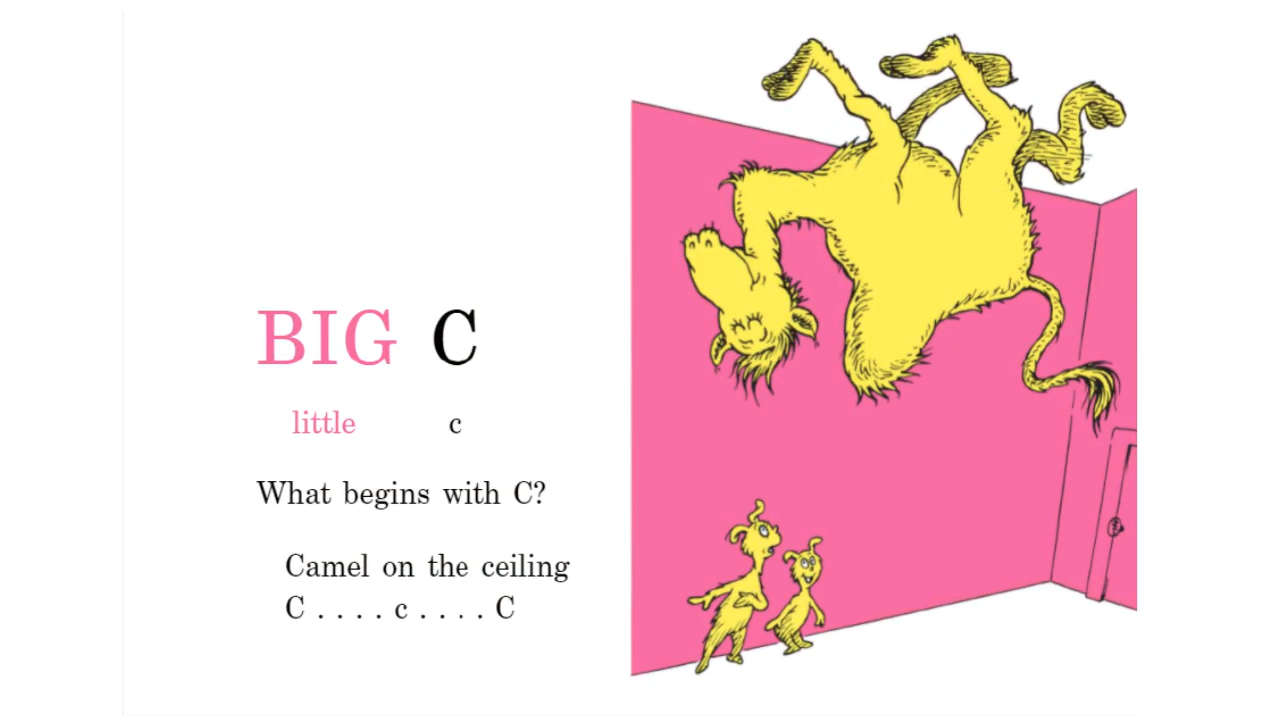 BIG C
little c
What begins with C?
Camel on the ceiling
C . . . . c . . . . C